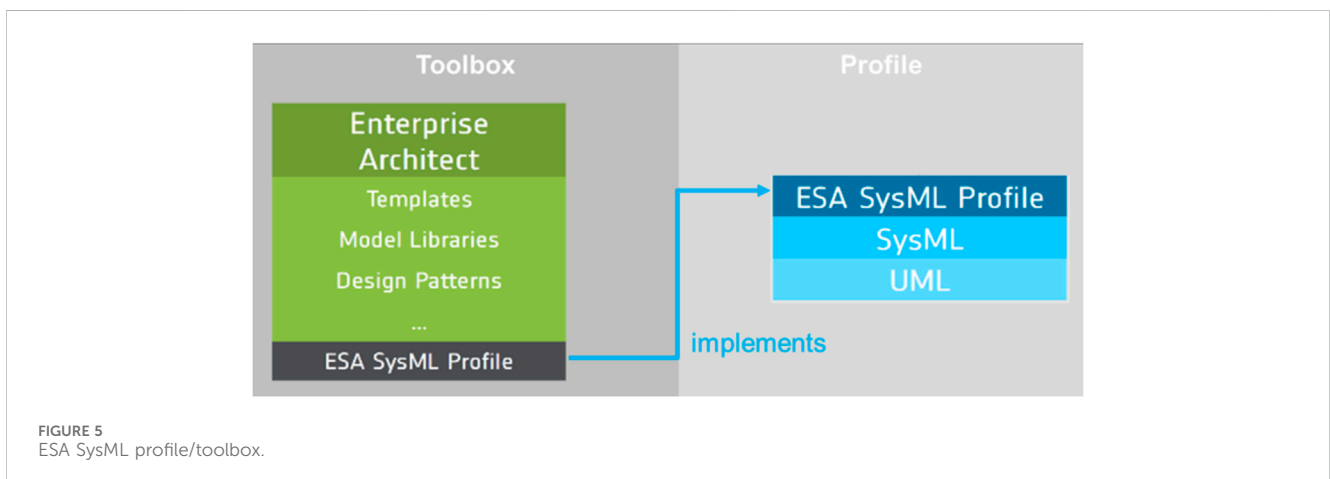 Toolbox
Profile
Enterprise
Architect
Templates
Model Libraries
Design Patterns
...
ESA SysML Profile
ESA SysML Profile
SysML
UML
implements
FIGURE 5
ESA SysML profile/toolbox.